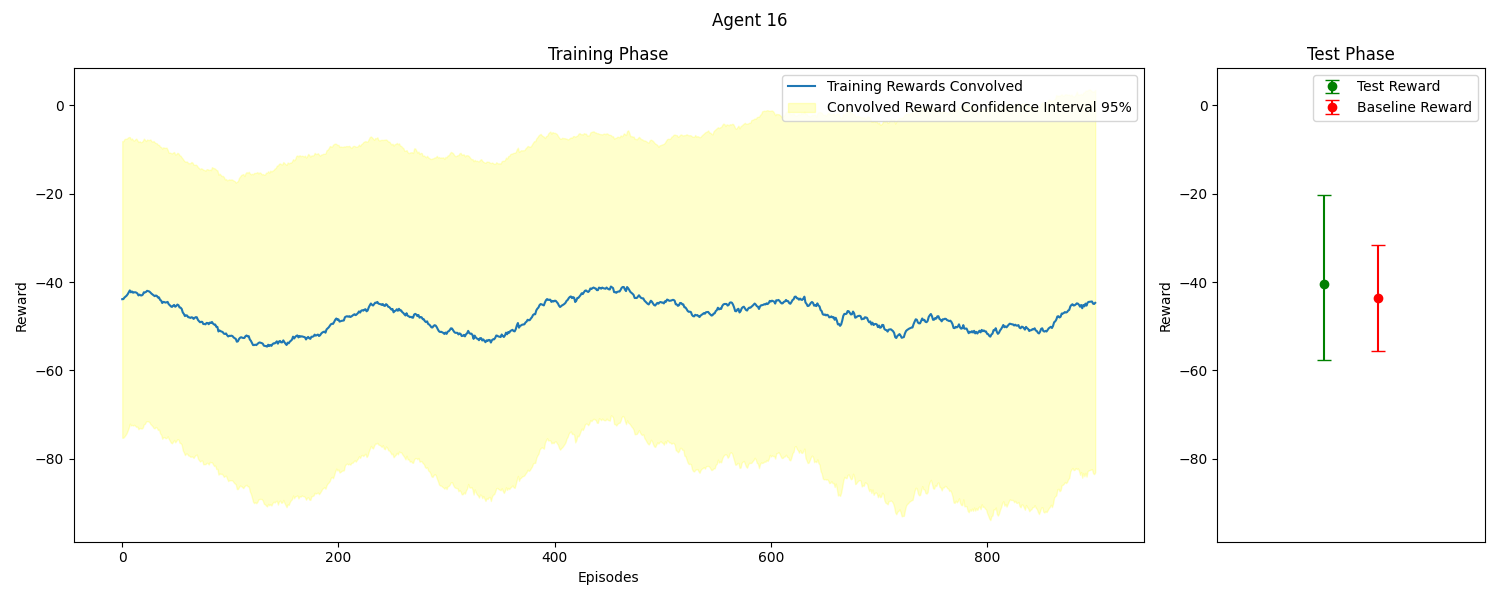 Agent 16
Training Phase
Training Rewards Convolved
Convolved Reward Confidence Interval 95%
0
−20
−40
−60
−80
Reward
0
200
400
600
800
Episodes
Test Phase
Test Reward
Baseline Reward
0
−20
−40
−60
−80
Reward